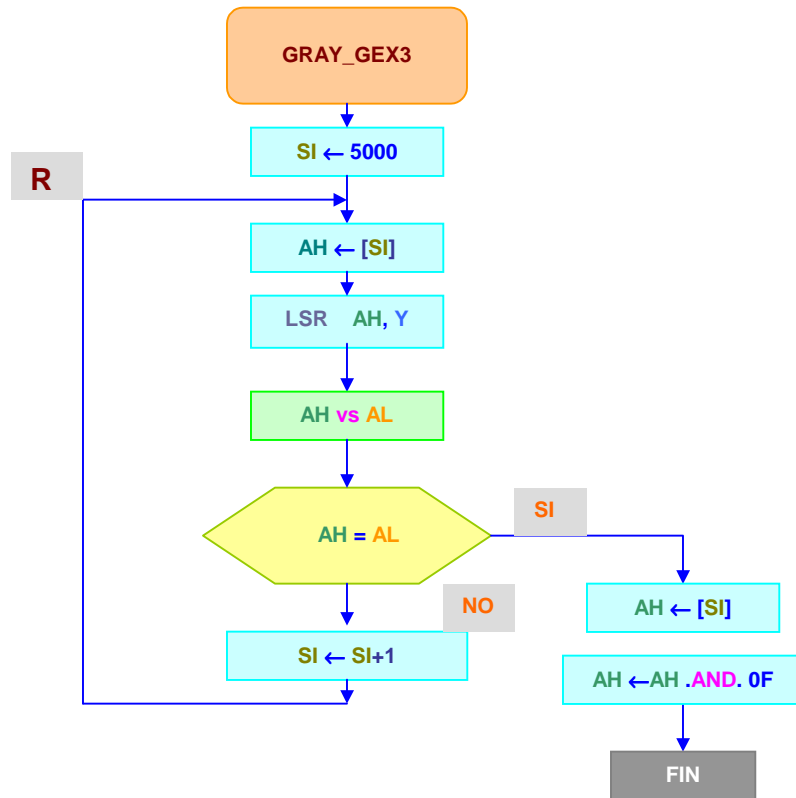 GRAY_GEX3
SI ← 5000
R
AH ← [SI]
LSR AH, Y
AH vs AL
AH = AL
SI
NO
AH ← [SI]
SI ← SI+1
AH ←AH .AND. 0F
FIN